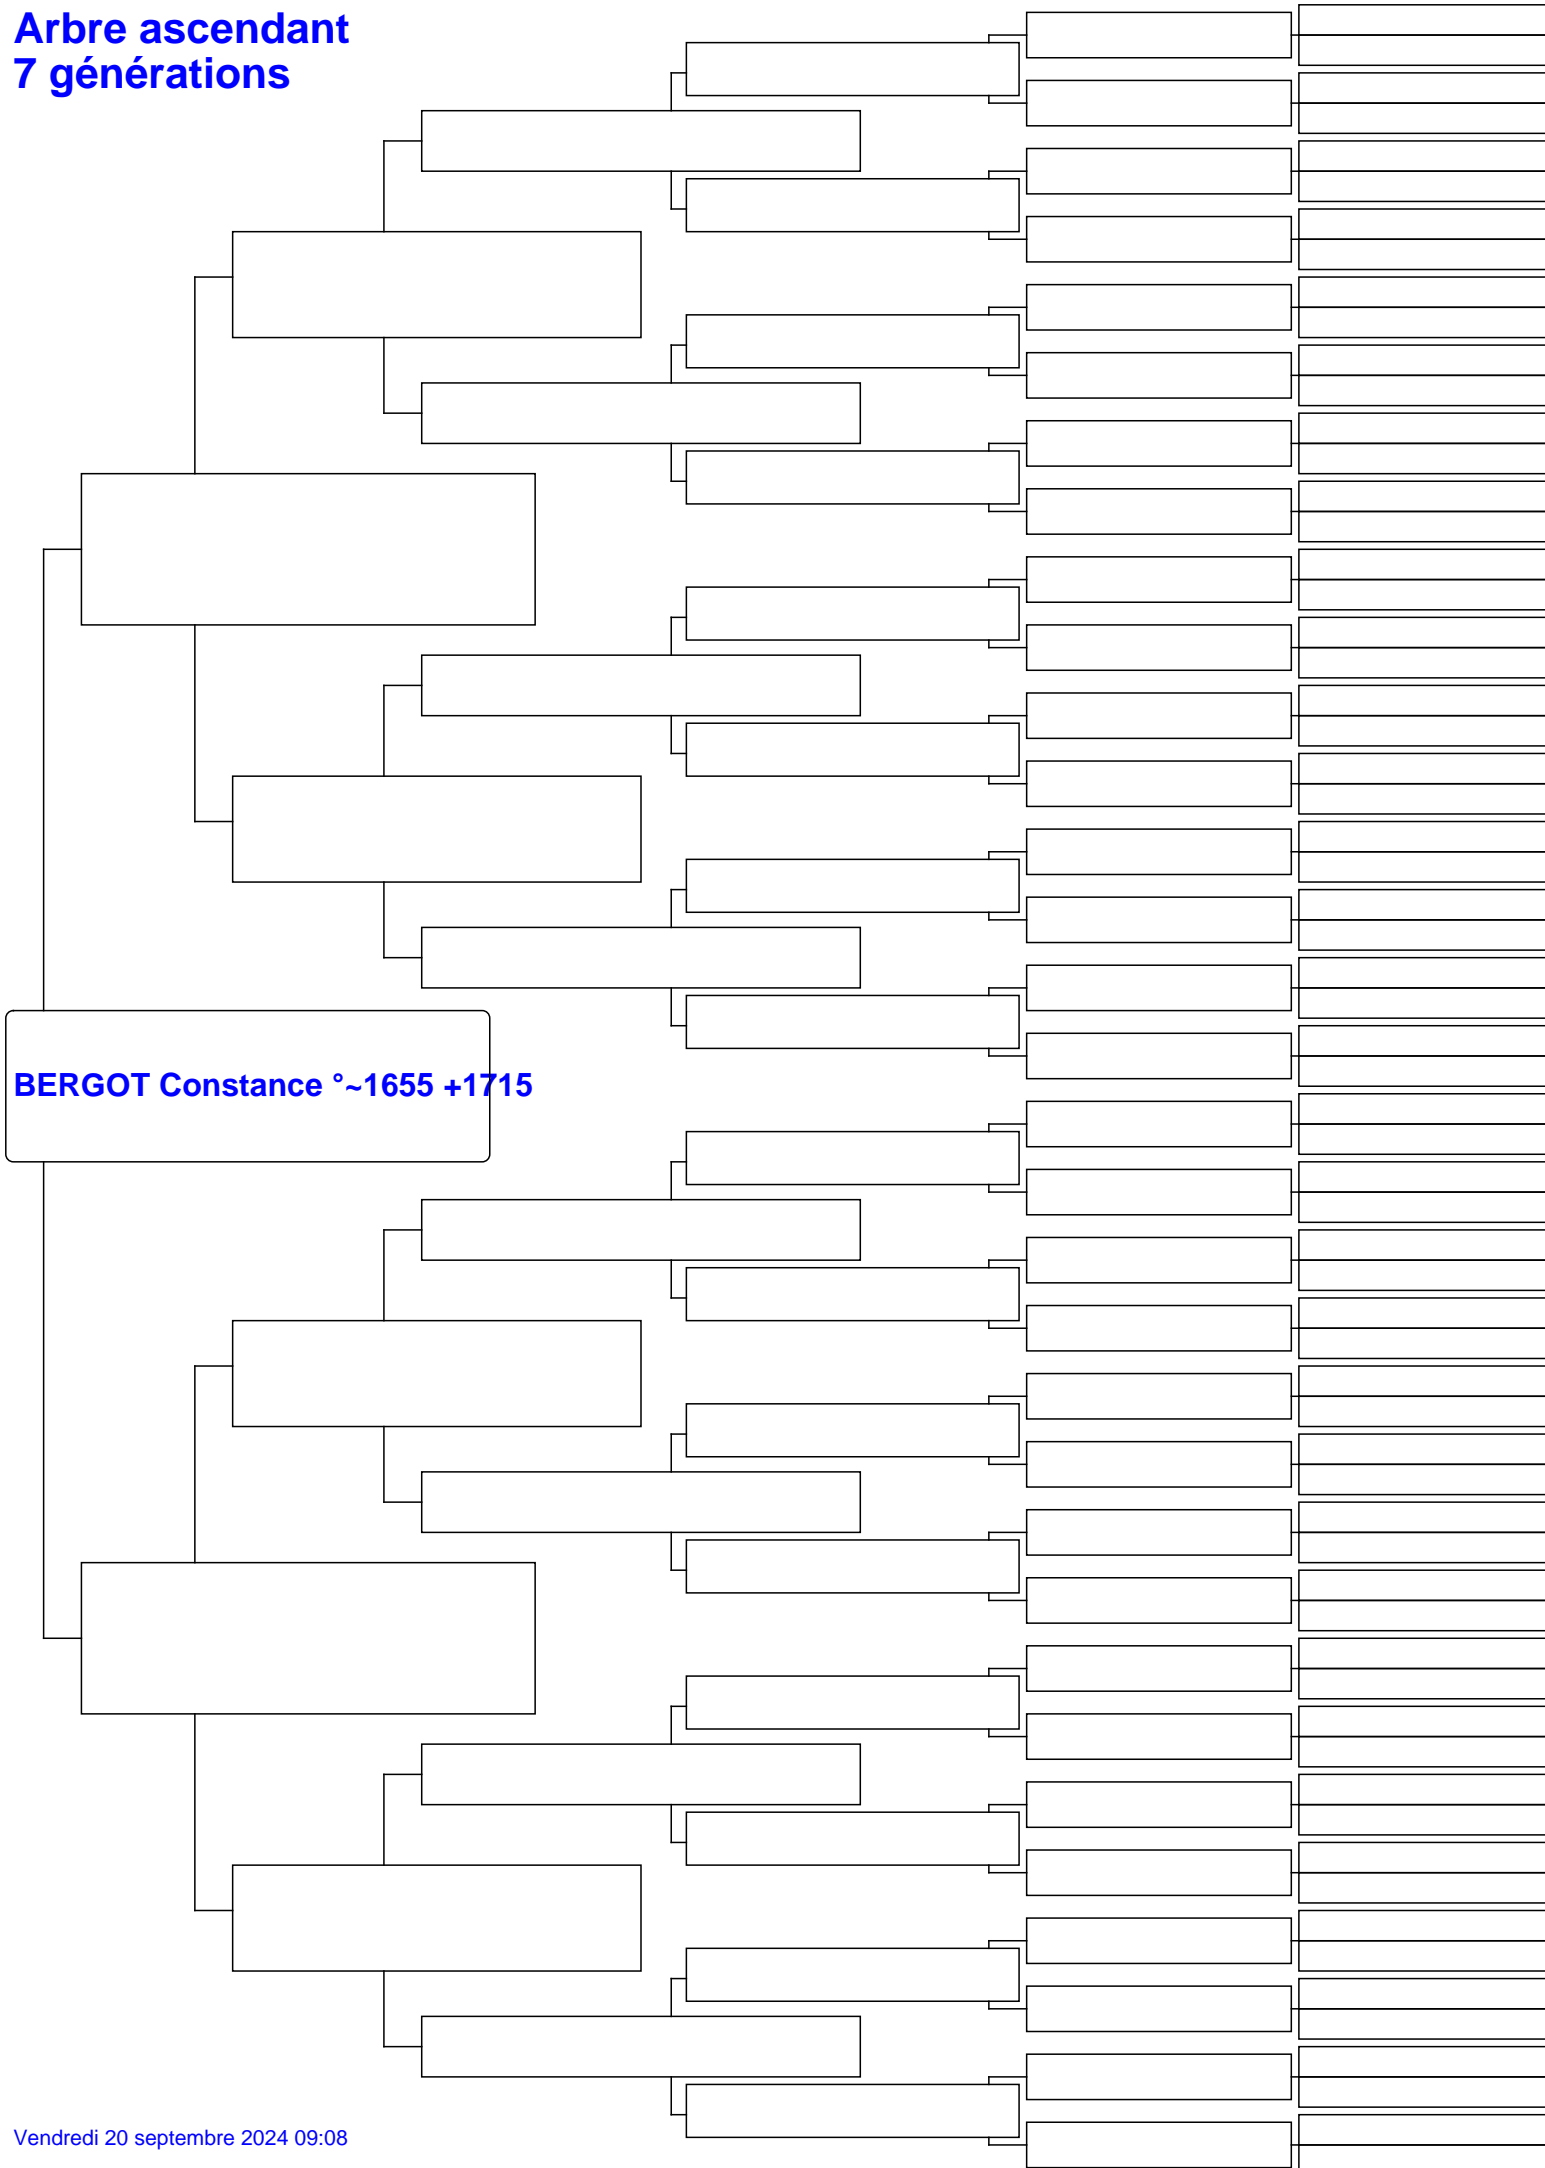 Arbre ascendant
7 générations
BERGOT Constance °~1655 +1715
Vendredi 20 septembre 2024 09:08